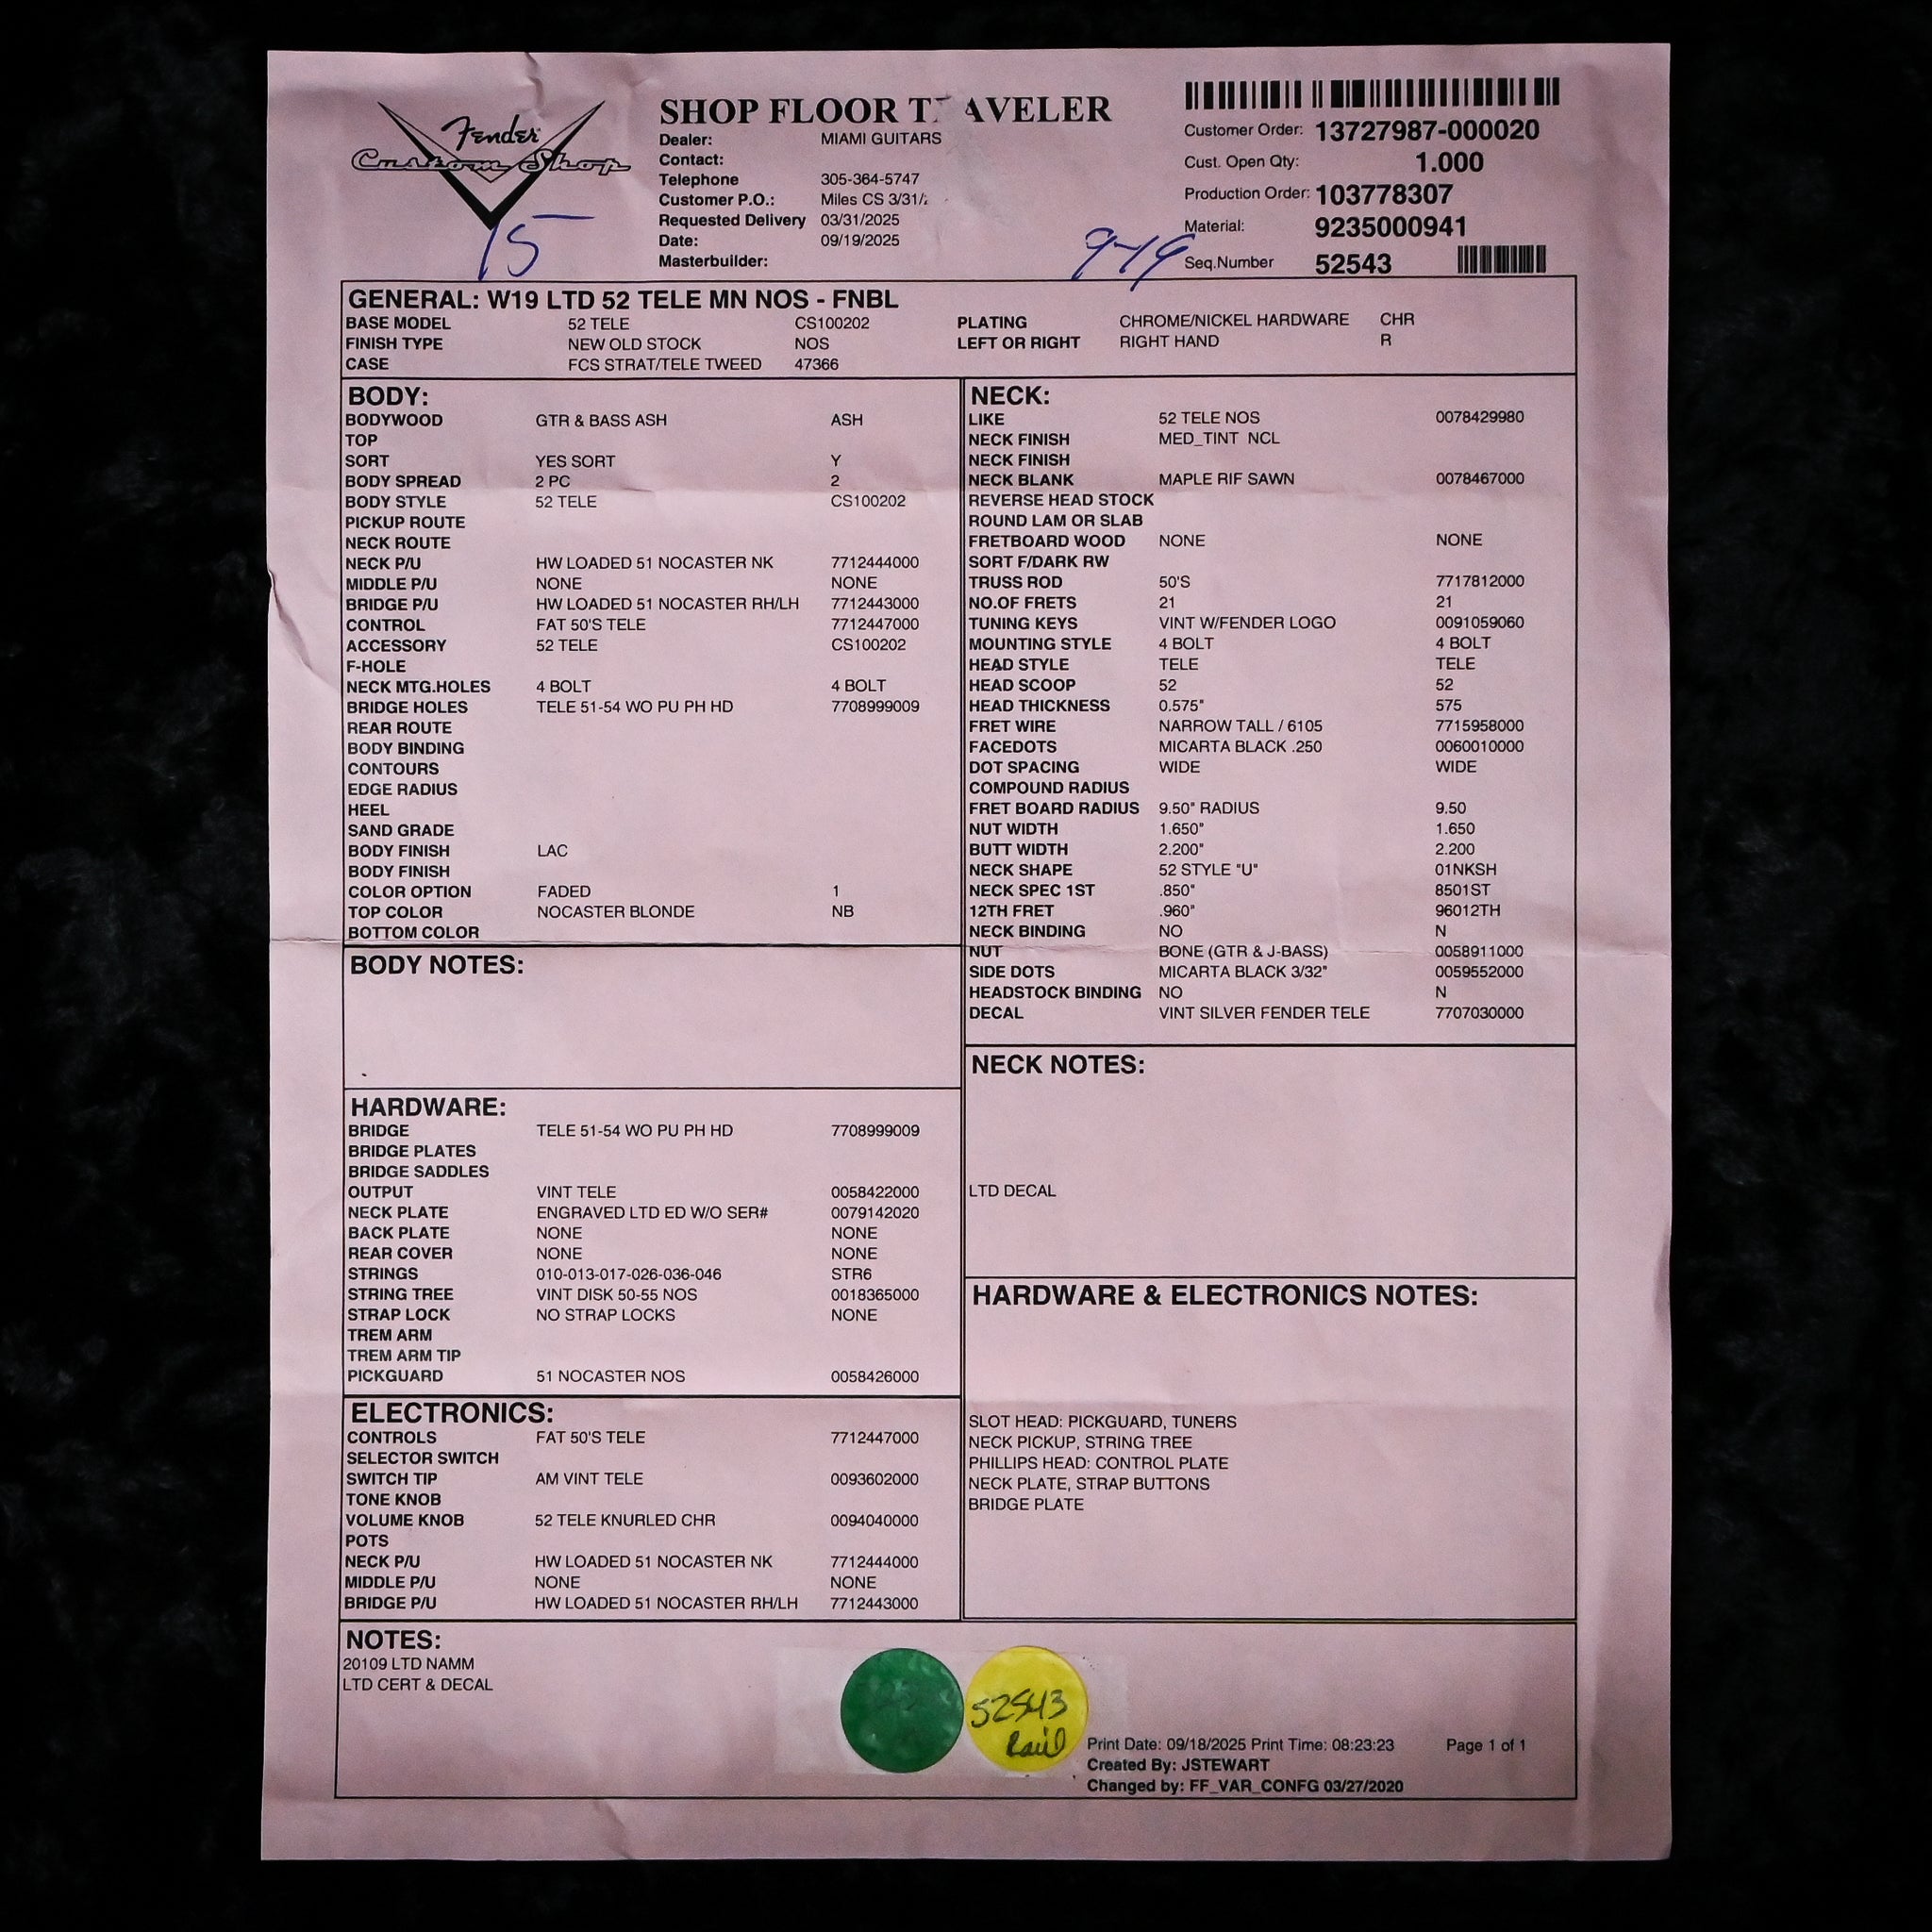 Fender
Custom Shop
15
SHOP FLOOR T AVELER
Dealer: MIAMI GUITARS
Contact:
Telephone 305-364-5747
Customer P.O.: Miles CS 3/31/
Requested Delivery 03/31/2025
Date: 09/19/2025
Masterbuilder:
9-19
Customer Order: 13727987-000020
Cust. Open Qty: 1.000
Production Order: 103778307
Material: 9235000941
Seq.Number 52543
GENERAL: W19 LTD 52 TELE MN NOS - FNBL
BASE MODEL 52 TELE CS100202 PLATING CHROME/NICKEL HARDWARE CHR
FINISH TYPE NEW OLD STOCK NOS LEFT OR RIGHT RIGHT HAND R
CASE FCS STRAT/TELE TWEED 47366
BODY:
BODYWOOD GTR & BASS ASH ASH
TOP
SORT YES SORT Y
BODY SPREAD 2 PC 2
BODY STYLE 52 TELE CS100202
PICKUP ROUTE
NECK ROUTE
NECK P/U HW LOADED 51 NOCASTER NK 7712444000
MIDDLE P/U NONE NONE
BRIDGE P/U HW LOADED 51 NOCASTER RH/LH 7712443000
CONTROL FAT 50'S TELE 7712447000
ACCESSORY 52 TELE CS100202
F-HOLE
NECK MTG.HOLES 4 BOLT 4 BOLT
BRIDGE HOLES TELE 51-54 WO PU PH HD 7708999009
REAR ROUTE
BODY BINDING
CONTOURS
EDGE RADIUS
HEEL
SAND GRADE
BODY FINISH LAC
BODY FINISH
COLOR OPTION FADED 1
TOP COLOR NOCASTER BLONDE NB
BOTTOM COLOR
BODY NOTES:
HARDWARE:
BRIDGE TELE 51-54 WO PU PH HD 7708999009
BRIDGE PLATES
BRIDGE SADDLES
OUTPUT VINT TELE 0058422000
NECK PLATE ENGRAVED LTD ED W/O SER# 0079142020
BACK PLATE NONE NONE
REAR COVER NONE NONE
STRINGS 010-013-017-026-036-046 STR6
STRING TREE VINT DISK 50-55 NOS 0018365000
STRAP LOCK NO STRAP LOCKS NONE
TREM ARM
TREM ARM TIP
PICKGUARD 51 NOCASTER NOS 0058426000
ELECTRONICS:
CONTROLS FAT 50'S TELE 7712447000
SELECTOR SWITCH
SWITCH TIP AM VINT TELE 0093602000
TONE KNOB
VOLUME KNOB 52 TELE KNURLED CHR 0094040000
POTS
NECK P/U HW LOADED 51 NOCASTER NK 7712444000
MIDDLE P/U NONE NONE
BRIDGE P/U HW LOADED 51 NOCASTER RH/LH 7712443000
NECK:
LIKE 52 TELE NOS 0078429980
NECK FINISH MED_TINT NCL
NECK FINISH
NECK BLANK MAPLE RIF SAWN 0078467000
REVERSE HEAD STOCK
ROUND LAM OR SLAB
FRETBOARD WOOD NONE NONE
SORT F/DARK RW
TRUSS ROD 50'S 7717812000
NO.OF FRETS 21 21
TUNING KEYS VINT W/FENDER LOGO 0091059060
MOUNTING STYLE 4 BOLT 4 BOLT
HEAD STYLE TELE TELE
HEAD SCOOP 52 52
HEAD THICKNESS 0.575" 575
FRET WIRE NARROW TALL / 6105 7715958000
FACEDOTS MICARTA BLACK .250 0060010000
DOT SPACING WIDE WIDE
COMPOUND RADIUS
FRET BOARD RADIUS 9.50" RADIUS 9.50
NUT WIDTH 1.650" 1.650
BUTT WIDTH 2.200" 2.200
NECK SHAPE 52 STYLE "U" 01NKSH
NECK SPEC 1ST .850" 8501ST
12TH FRET .960" 96012TH
NECK BINDING NO N
NUT BONE (GTR & J-BASS) 0058911000
SIDE DOTS MICARTA BLACK 3/32" 0059552000
HEADSTOCK BINDING NO N
DECAL VINT SILVER FENDER TELE 7707030000
NECK NOTES:
LTD DECAL
HARDWARE & ELECTRONICS NOTES:
SLOT HEAD: PICKGUARD, TUNERS
NECK PICKUP, STRING TREE
PHILLIPS HEAD: CONTROL PLATE
NECK PLATE, STRAP BUTTONS
BRIDGE PLATE
NOTES:
20109 LTD NAMM
LTD CERT & DECAL
52543
Raul
Print Date: 09/18/2025 Print Time: 08:23:23 Page 1 of 1
Created By: JSTEWART
Changed by: FF_VAR_CONFG 03/27/2020